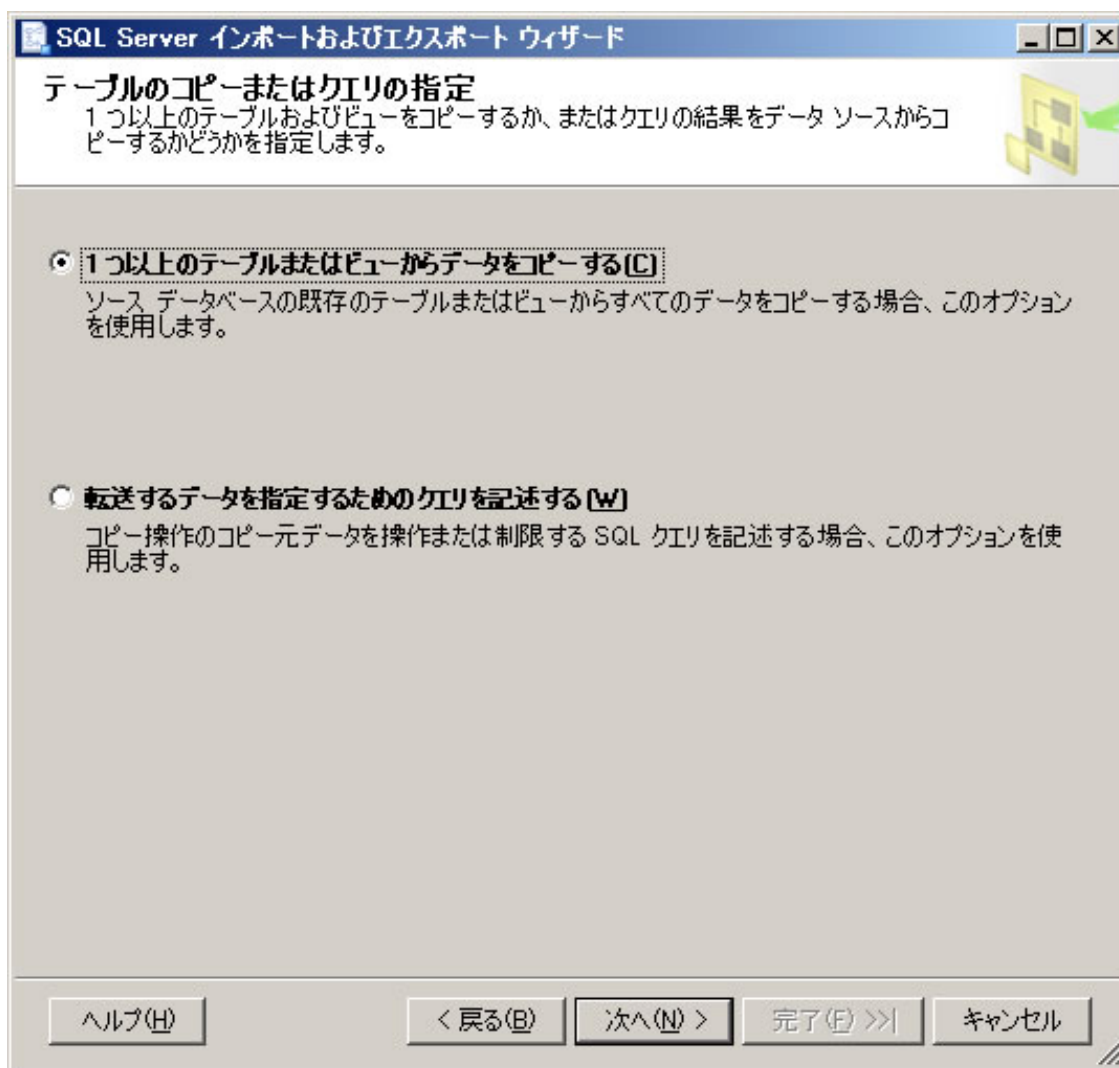 SQL Server インポートおよびエクスポート ウィザード
テーブルのコピーまたはクエリの指定
1 つ以上のテーブルおよびビューをコピーするか、またはクエリの結果をデータ ソースからコ
ピーするかどうかを指定します。
1 つ以上のテーブルまたはビューからデータをコピーする(C)
ソース データベースの既存のテーブルまたはビューからすべてのデータをコピーする場合、このオプション
を使用します。
転送するデータを指定するためのクエリを記述する(W)
コピー操作のコピー元データを操作または制限する SQL クエリを記述する場合、このオプションを使
用します。
ヘルプ(H) < 戻る(B) 次へ(N) > 完了(F) >>| キャンセル